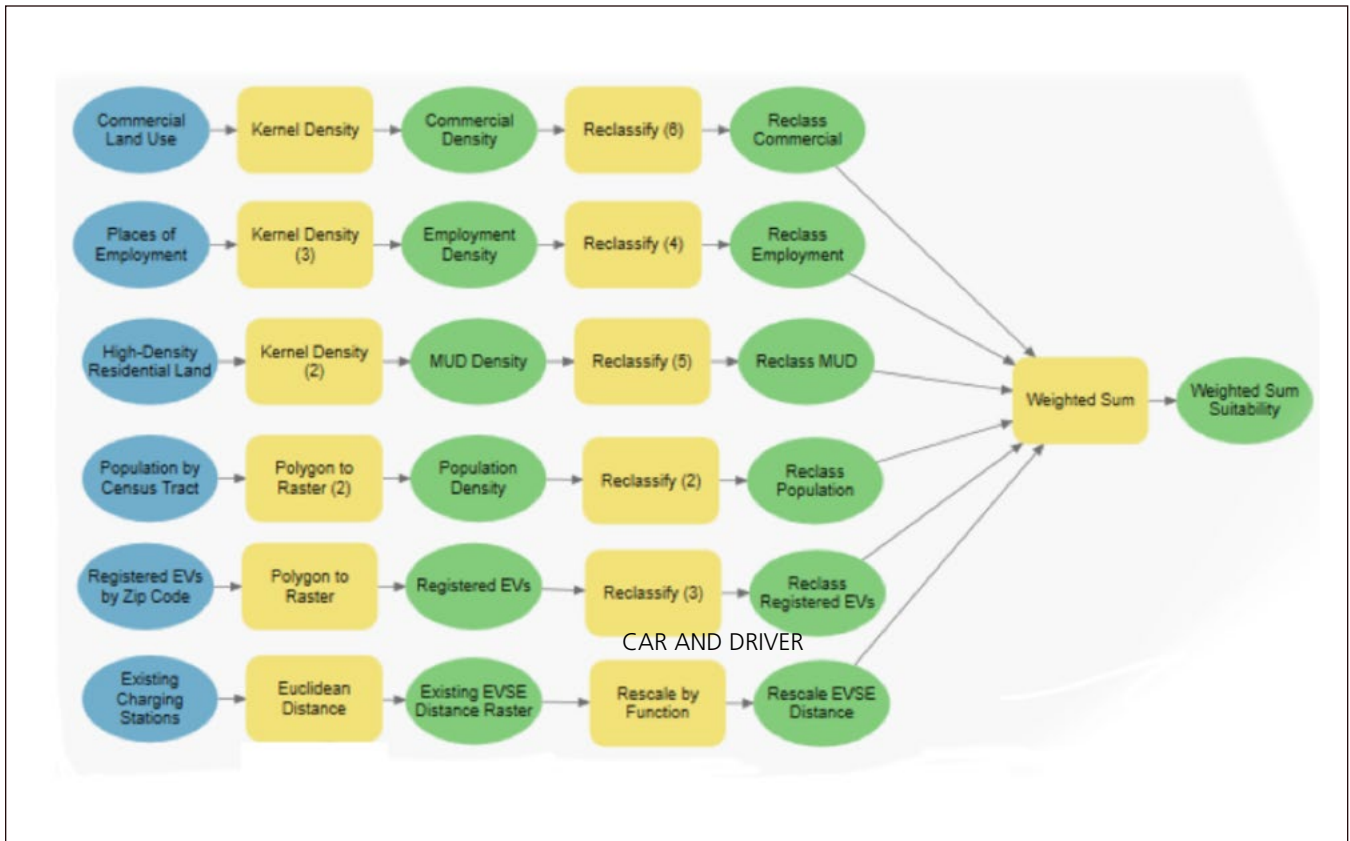 Commercial
Land Use
Kernel Density
Commercial
Density
Reclassify (6)
Reclass
Commercial
Places of
Employment
Kernel Density
(3)
Employment
Density
Reclassify (4)
Reclass
Employment
High-Density
Residential Land
Kernel Density
(2)
MUD Density
Reclassify (5)
Reclass MUD
Weighted Sum
Weighted Sum
Suitability
Population by
Census Tract
Polygon to
Raster (2)
Population
Density
Reclassify (2)
Reclass
Population
Registered EVs
by Zip Code
Polygon to
Raster
Registered EVs
Reclassify (3)
Reclass
Registered EVs
CAR AND DRIVER
Existing
Charging
Stations
Euclidean
Distance
Existing EVSE
Distance Raster
Rescale by
Function
Rescale EVSE
Distance